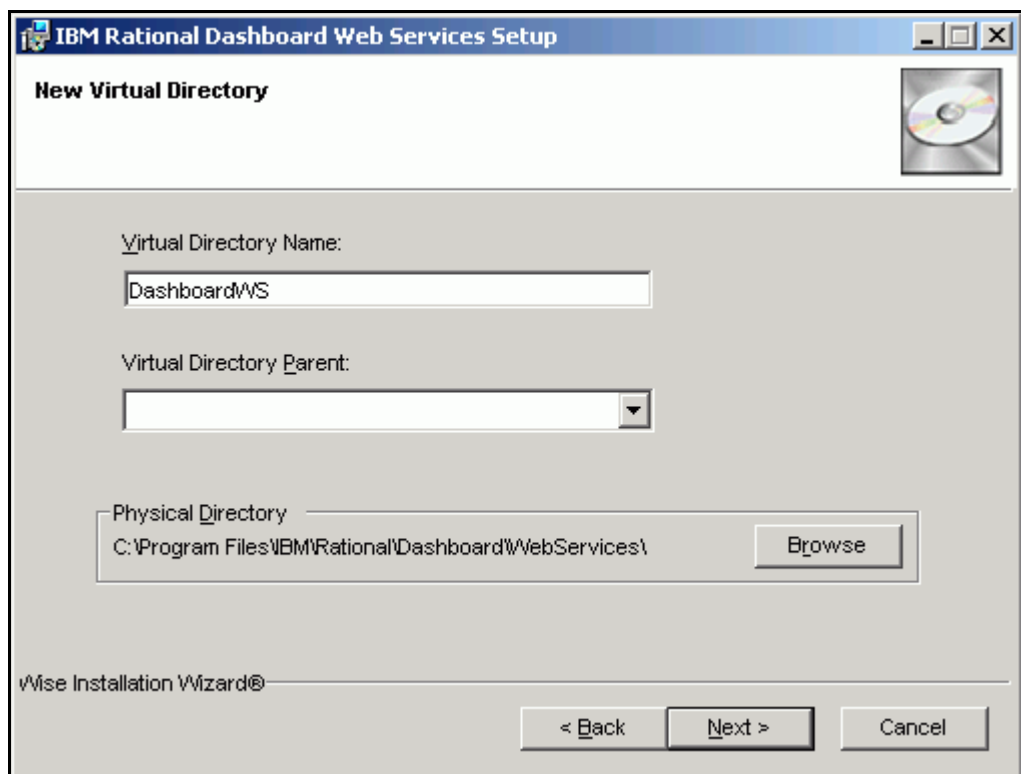 IBM Rational Dashboard Web Services Setup
New Virtual Directory
Virtual Directory Name:
DashboardWS
Virtual Directory Parent:
Physical Directory
C:\Program Files\IBM\Rational\Dashboard\WebServices\
Browse
Wise Installation Wizard®
< Back
Next >
Cancel